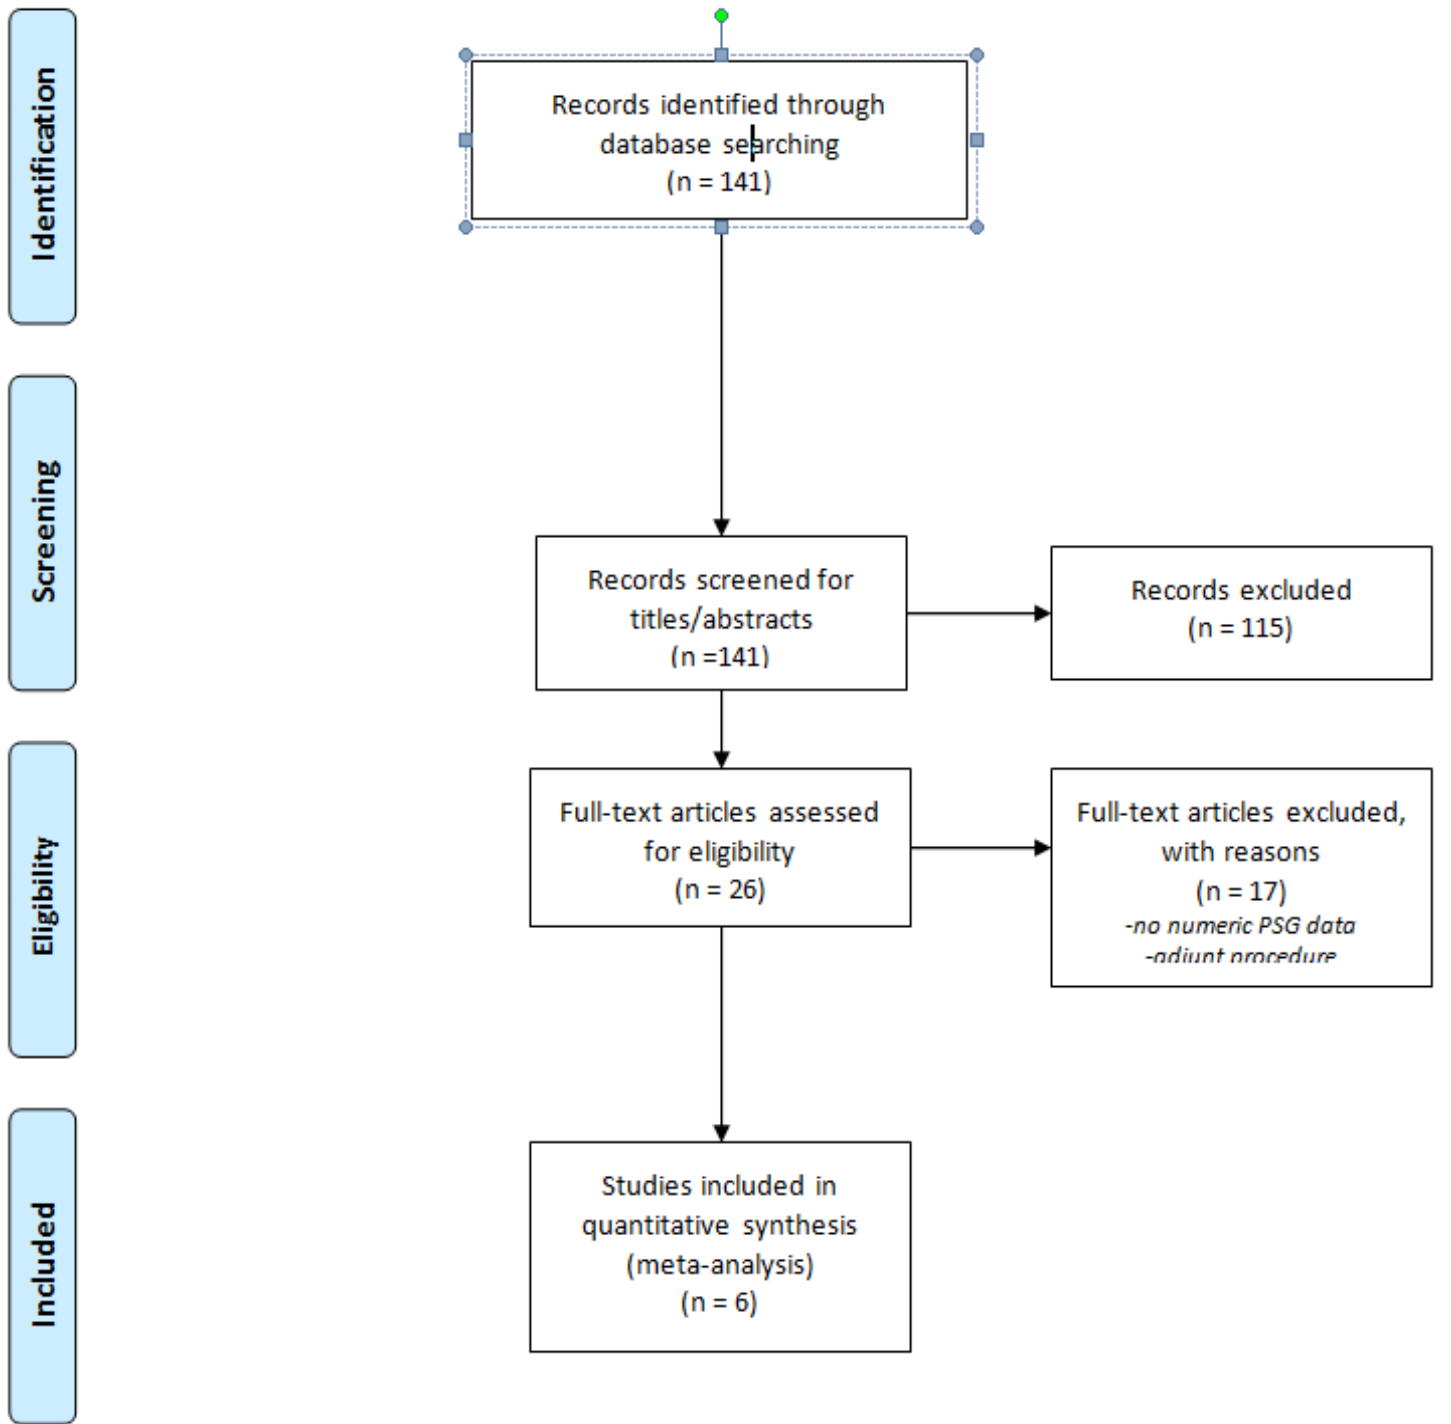 Identification
Records identified through
database searching
(n = 141)
Screening
Records screened for
titles/abstracts
(n =141)
Records excluded
(n = 115)
Eligibility
Full-text articles assessed
for eligibility
(n = 26)
Full-text articles excluded,
with reasons
(n = 17)
-no numeric PSG data
-adjunt procedure
Included
Studies included in
quantitative synthesis
(meta-analysis)
(n = 6)